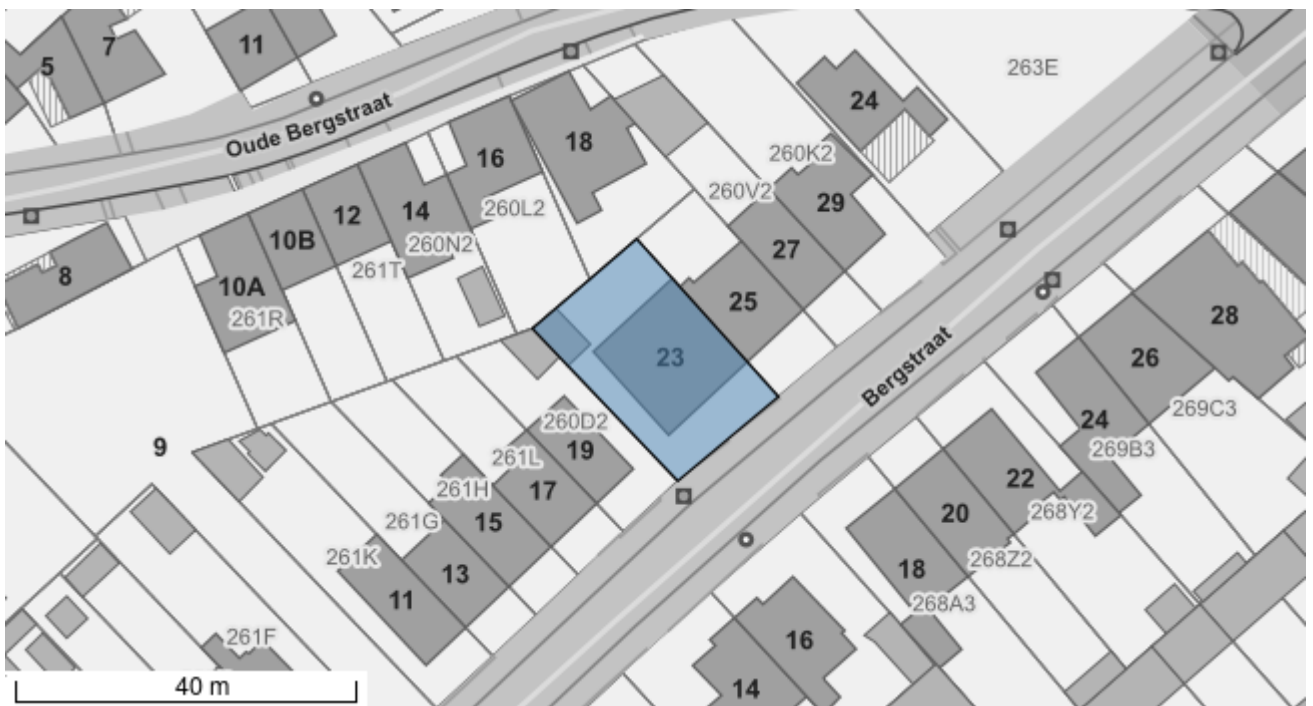 5
7
11
24
263E
Oude Bergstraat
16
18
260K2
12
14
260L2
260V2
29
10B
260N2
27
8
10A
261T
261R
25
28
23
26
Bergstraat
24
269C3
9
260D2
19
269B3
261L
261H
17
22
261G
15
20
268Y2
261K
13
18
268Z2
11
268A3
261F
16
40 m
14